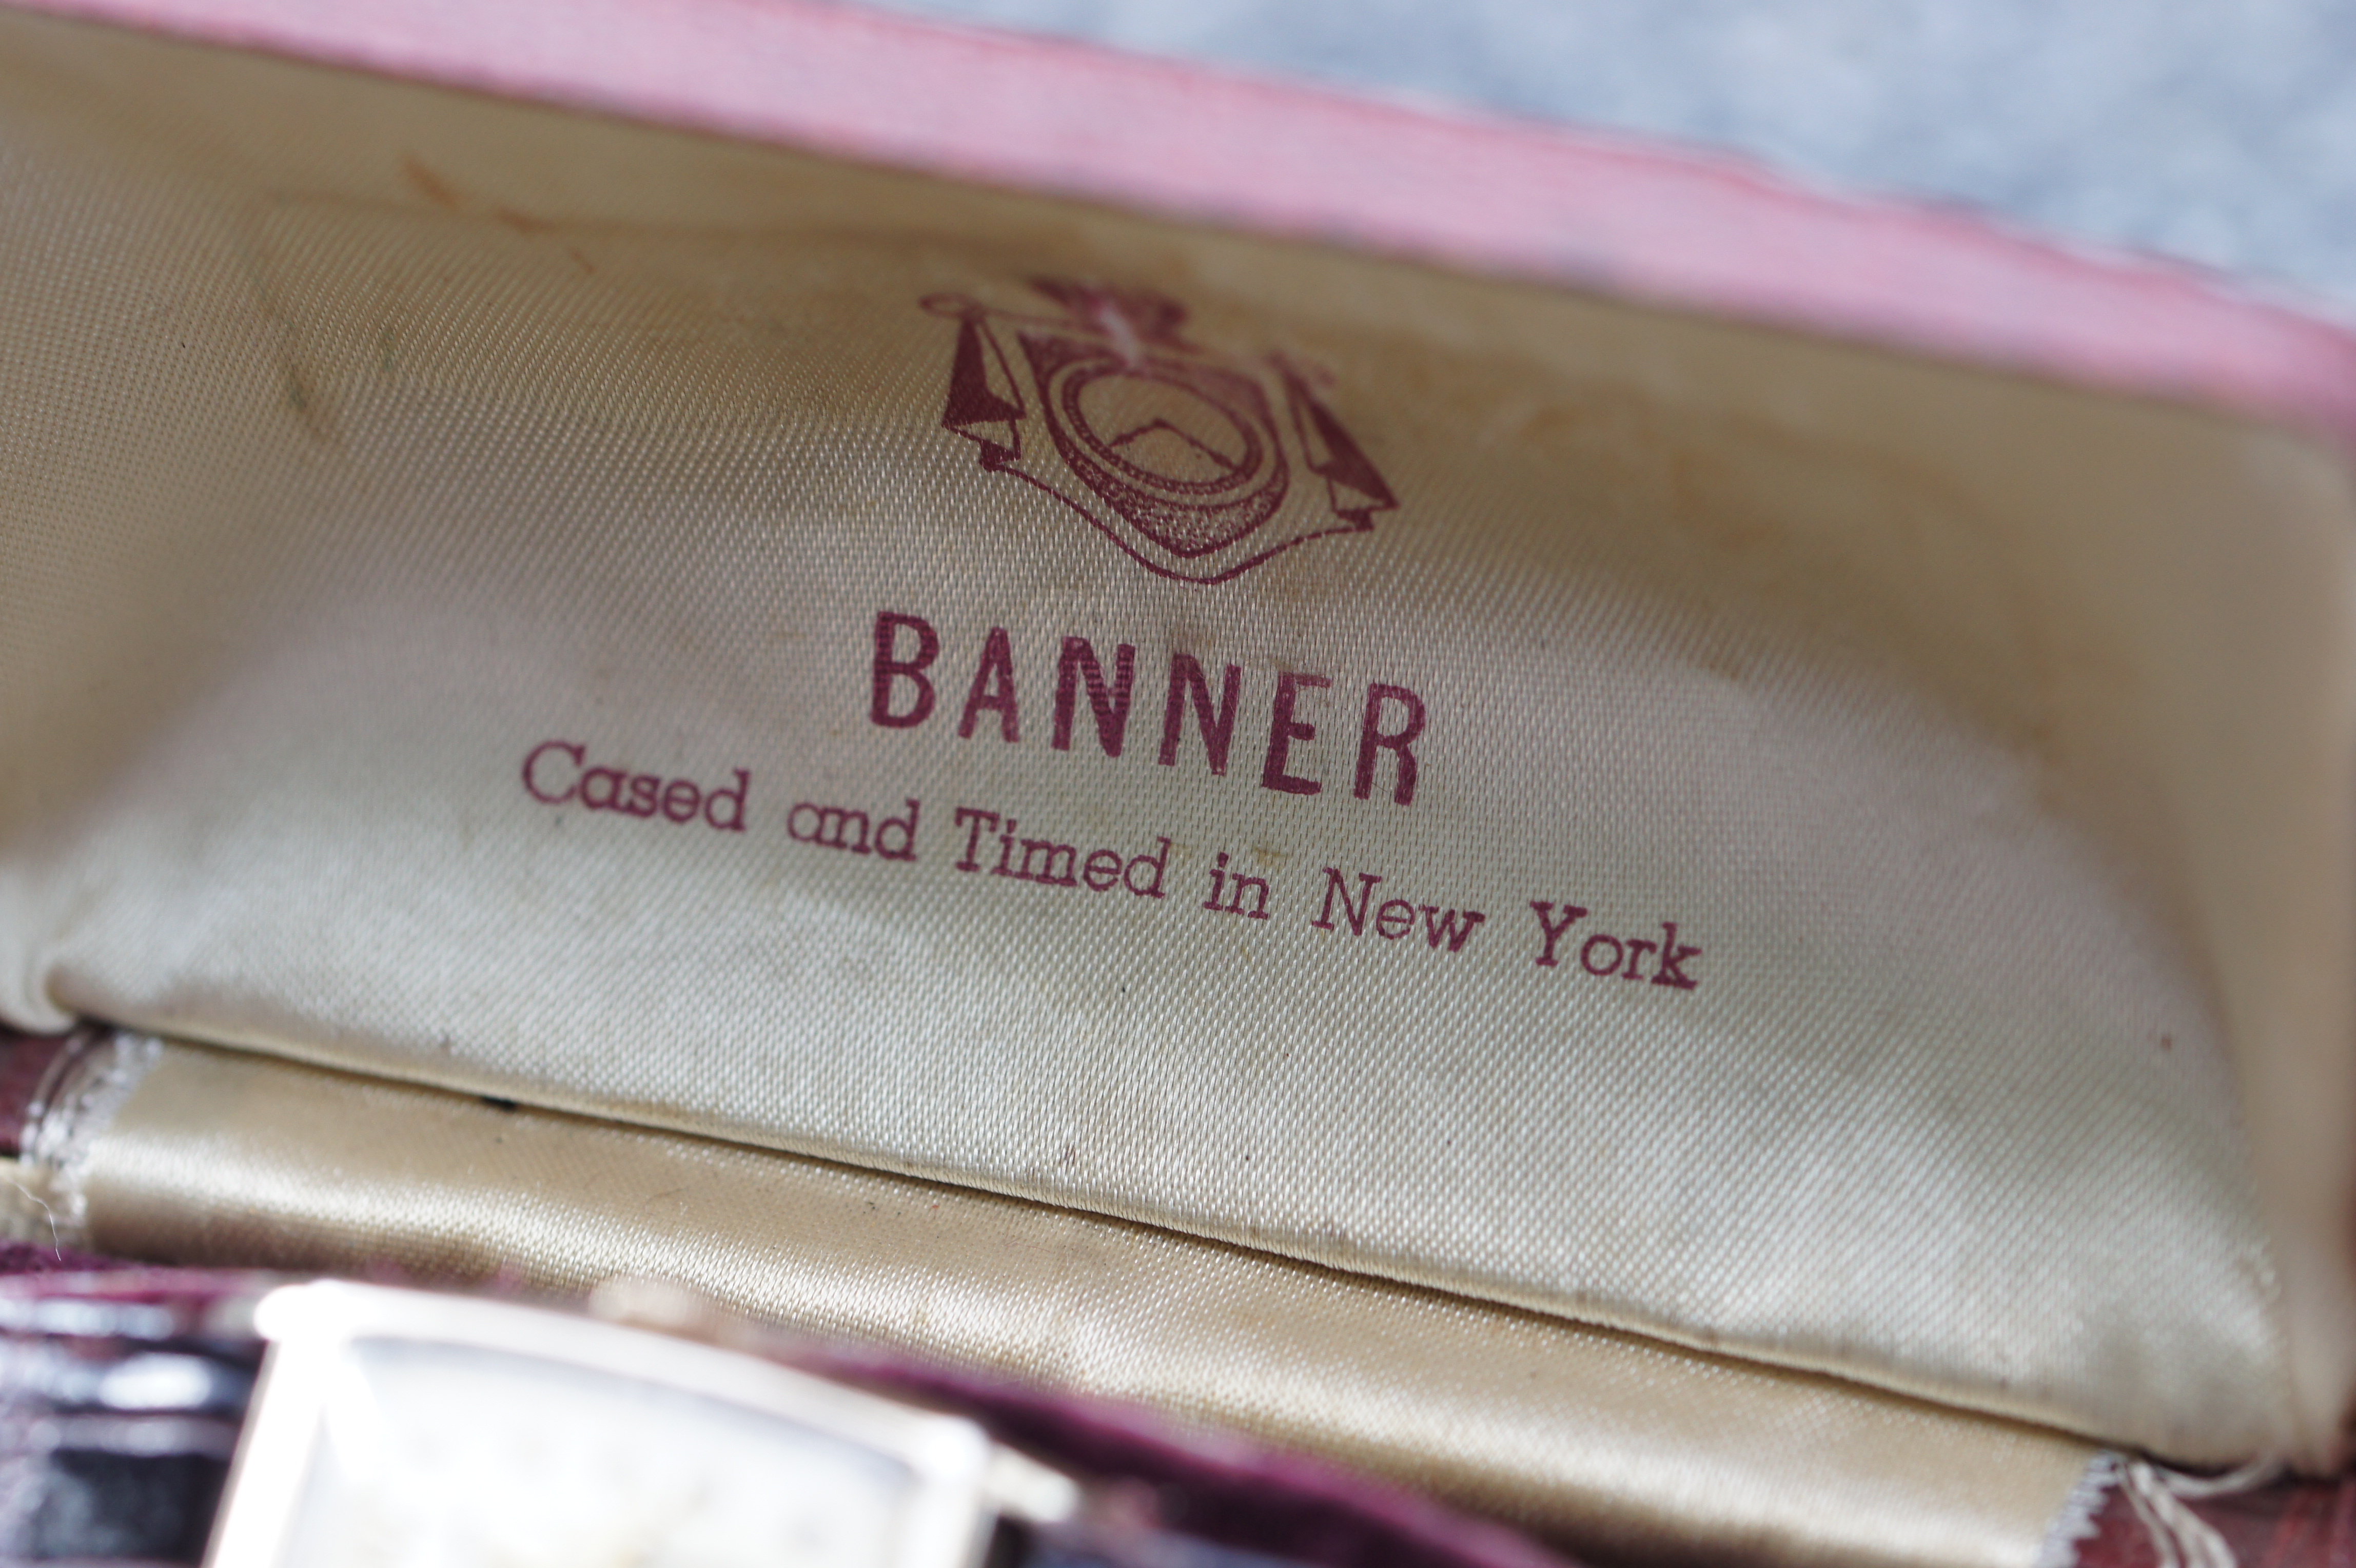 BANNER
Cased and Timed in New York